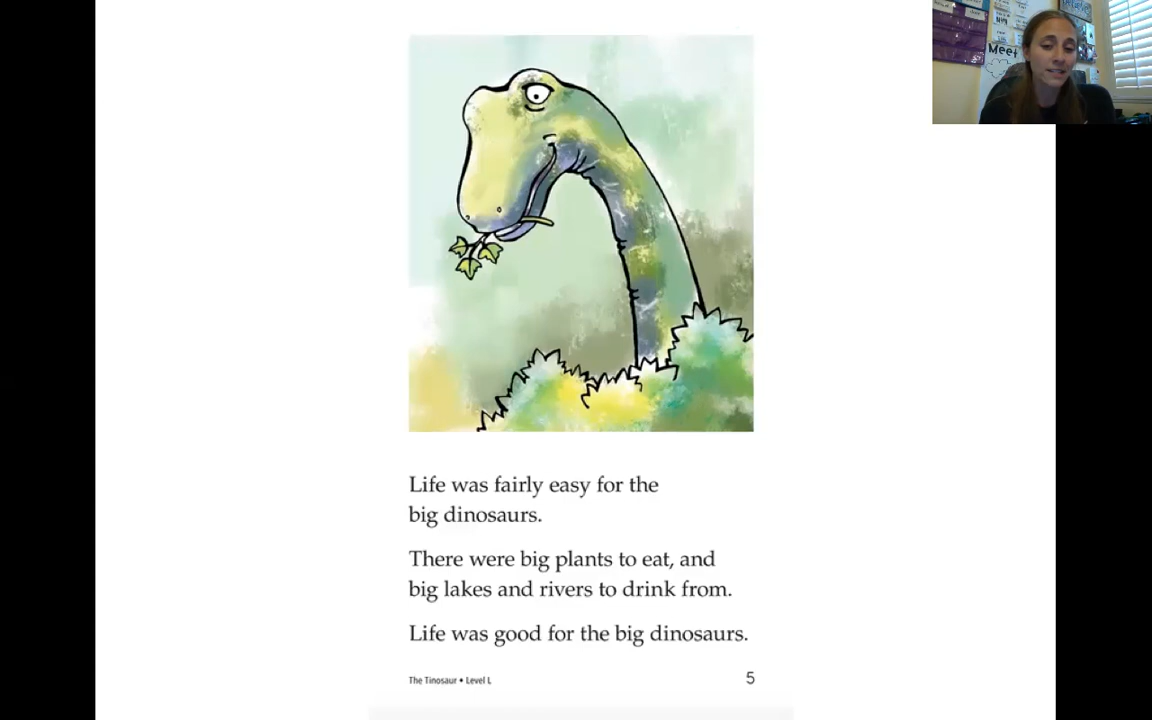 Meet
Life was fairly easy for the
big dinosaurs.
There were big plants to eat, and
big lakes and rivers to drink from.
Life was good for the big dinosaurs.
The Tinosaur • Level L
5